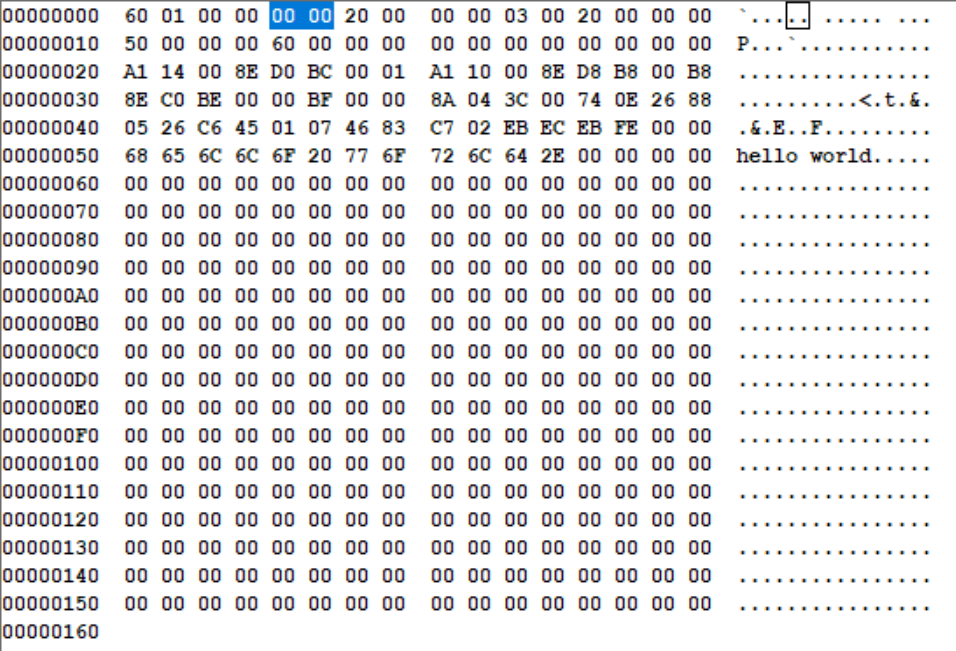 00000000 60 01 00 00 00 00 20 00 00 00 03 00 20 00 00 00 `..... ..... ...
00000010 50 00 00 00 60 00 00 00 00 00 00 00 00 00 00 00 P...`...........
00000020 A1 14 00 8E D0 BC 00 01 A1 10 00 8E D8 B8 00 B8 ................
00000030 8E C0 BE 00 00 BF 00 00 8A 04 3C 00 74 0E 26 88 ..........<.t.&.
00000040 05 26 C6 45 01 07 46 83 C7 02 EB EC EB FE 00 00 .&.E..F.........
00000050 68 65 6C 6C 6F 20 77 6F 72 6C 64 2E 00 00 00 00 hello world.....
00000060 00 00 00 00 00 00 00 00 00 00 00 00 00 00 00 00 ................
00000070 00 00 00 00 00 00 00 00 00 00 00 00 00 00 00 00 ................
00000080 00 00 00 00 00 00 00 00 00 00 00 00 00 00 00 00 ................
00000090 00 00 00 00 00 00 00 00 00 00 00 00 00 00 00 00 ................
000000A0 00 00 00 00 00 00 00 00 00 00 00 00 00 00 00 00 ................
000000B0 00 00 00 00 00 00 00 00 00 00 00 00 00 00 00 00 ................
000000C0 00 00 00 00 00 00 00 00 00 00 00 00 00 00 00 00 ................
000000D0 00 00 00 00 00 00 00 00 00 00 00 00 00 00 00 00 ................
000000E0 00 00 00 00 00 00 00 00 00 00 00 00 00 00 00 00 ................
000000F0 00 00 00 00 00 00 00 00 00 00 00 00 00 00 00 00 ................
00000100 00 00 00 00 00 00 00 00 00 00 00 00 00 00 00 00 ................
00000110 00 00 00 00 00 00 00 00 00 00 00 00 00 00 00 00 ................
00000120 00 00 00 00 00 00 00 00 00 00 00 00 00 00 00 00 ................
00000130 00 00 00 00 00 00 00 00 00 00 00 00 00 00 00 00 ................
00000140 00 00 00 00 00 00 00 00 00 00 00 00 00 00 00 00 ................
00000150 00 00 00 00 00 00 00 00 00 00 00 00 00 00 00 00 ................
00000160